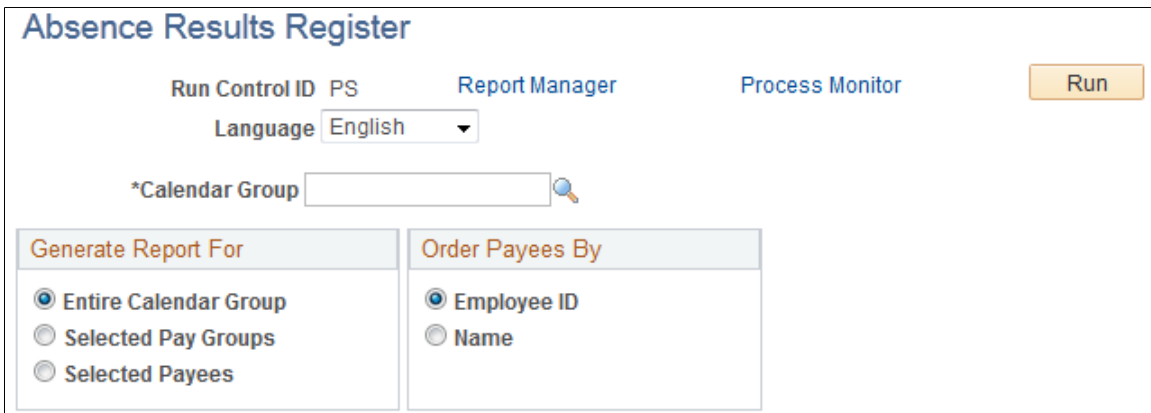 Absence Results Register
Run Control ID PS Report Manager Process Monitor Run
Language English
*Calendar Group
Generate Report For Order Payees By
Entire Calendar Group Employee ID
Selected Pay Groups Name
Selected Payees